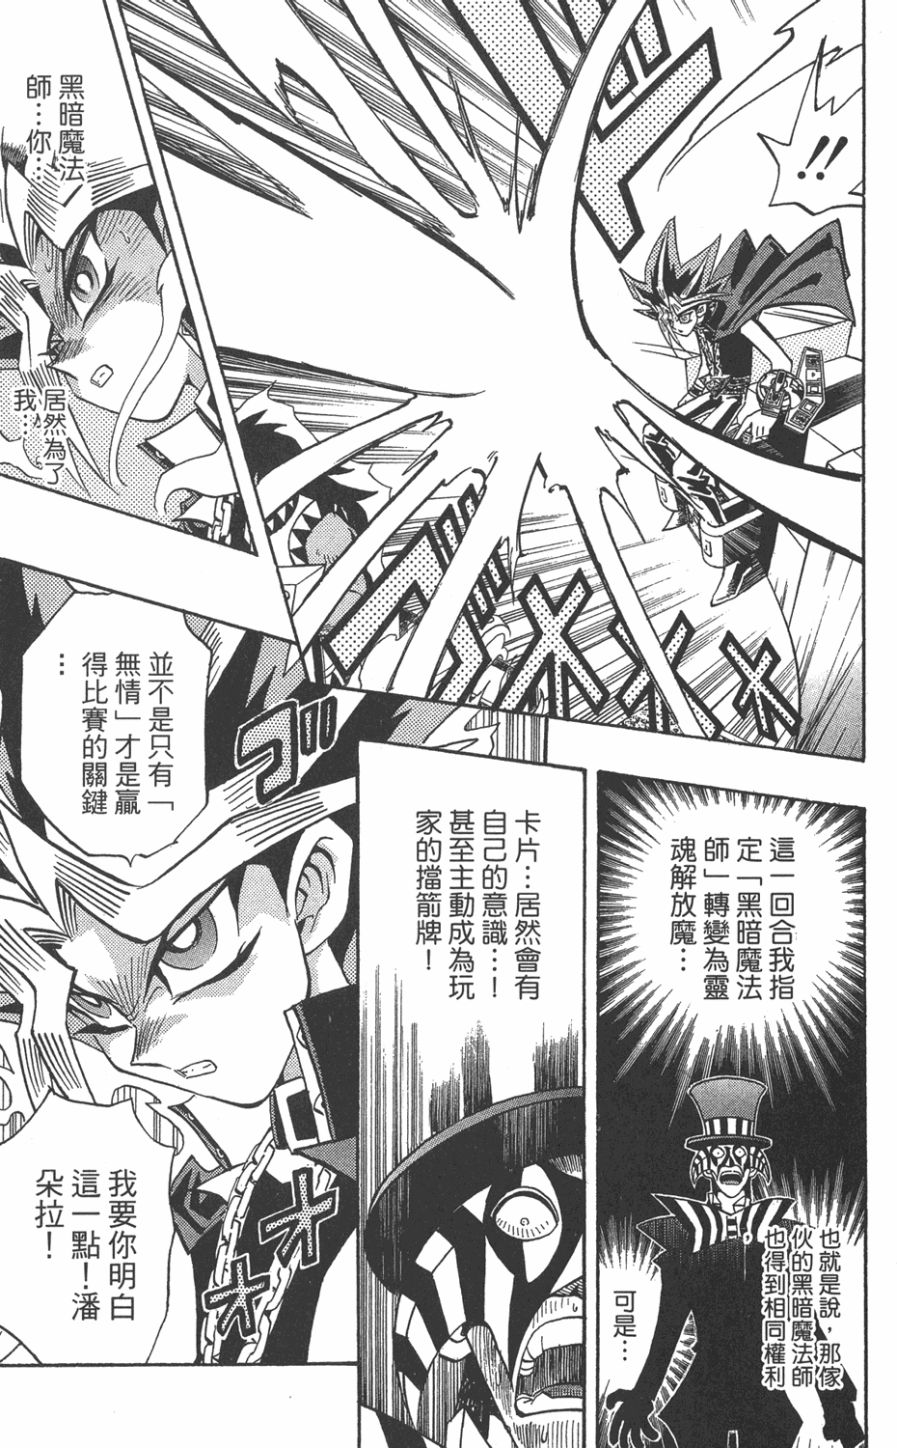 !!
黑暗魔法
師…你…
居然為了
我…
這一回合我指
定「黑暗魔法
師」轉變為靈
魂解放魔…
也就是說，那傢
伙的黑暗魔法師
也得到相同權利
，
可是…
卡片…居然會有
自己的意識…！
甚至主動成為玩
家的擋箭牌！
並不是只有「
無情」才是贏
得比賽的關鍵
…
ゴ
オオ
我要你明白
這一點！潘
朵拉！